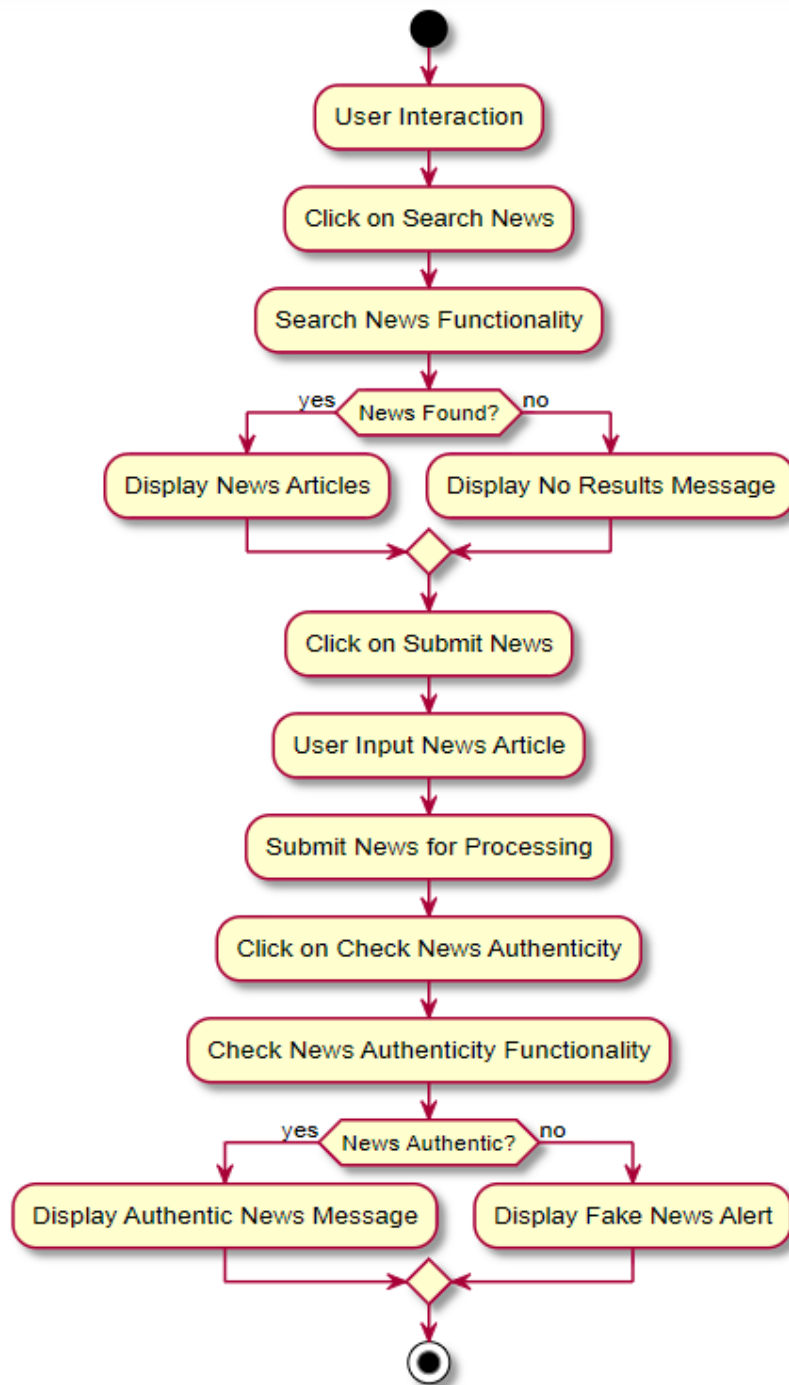 User Interaction
Click on Search News
Search News Functionality
yes
News Found?
no
Display News Articles
Display No Results Message
Click on Submit News
User Input News Article
Submit News for Processing
Click on Check News Authenticity
Check News Authenticity Functionality
yes
News Authentic?
no
Display Authentic News Message
Display Fake News Alert